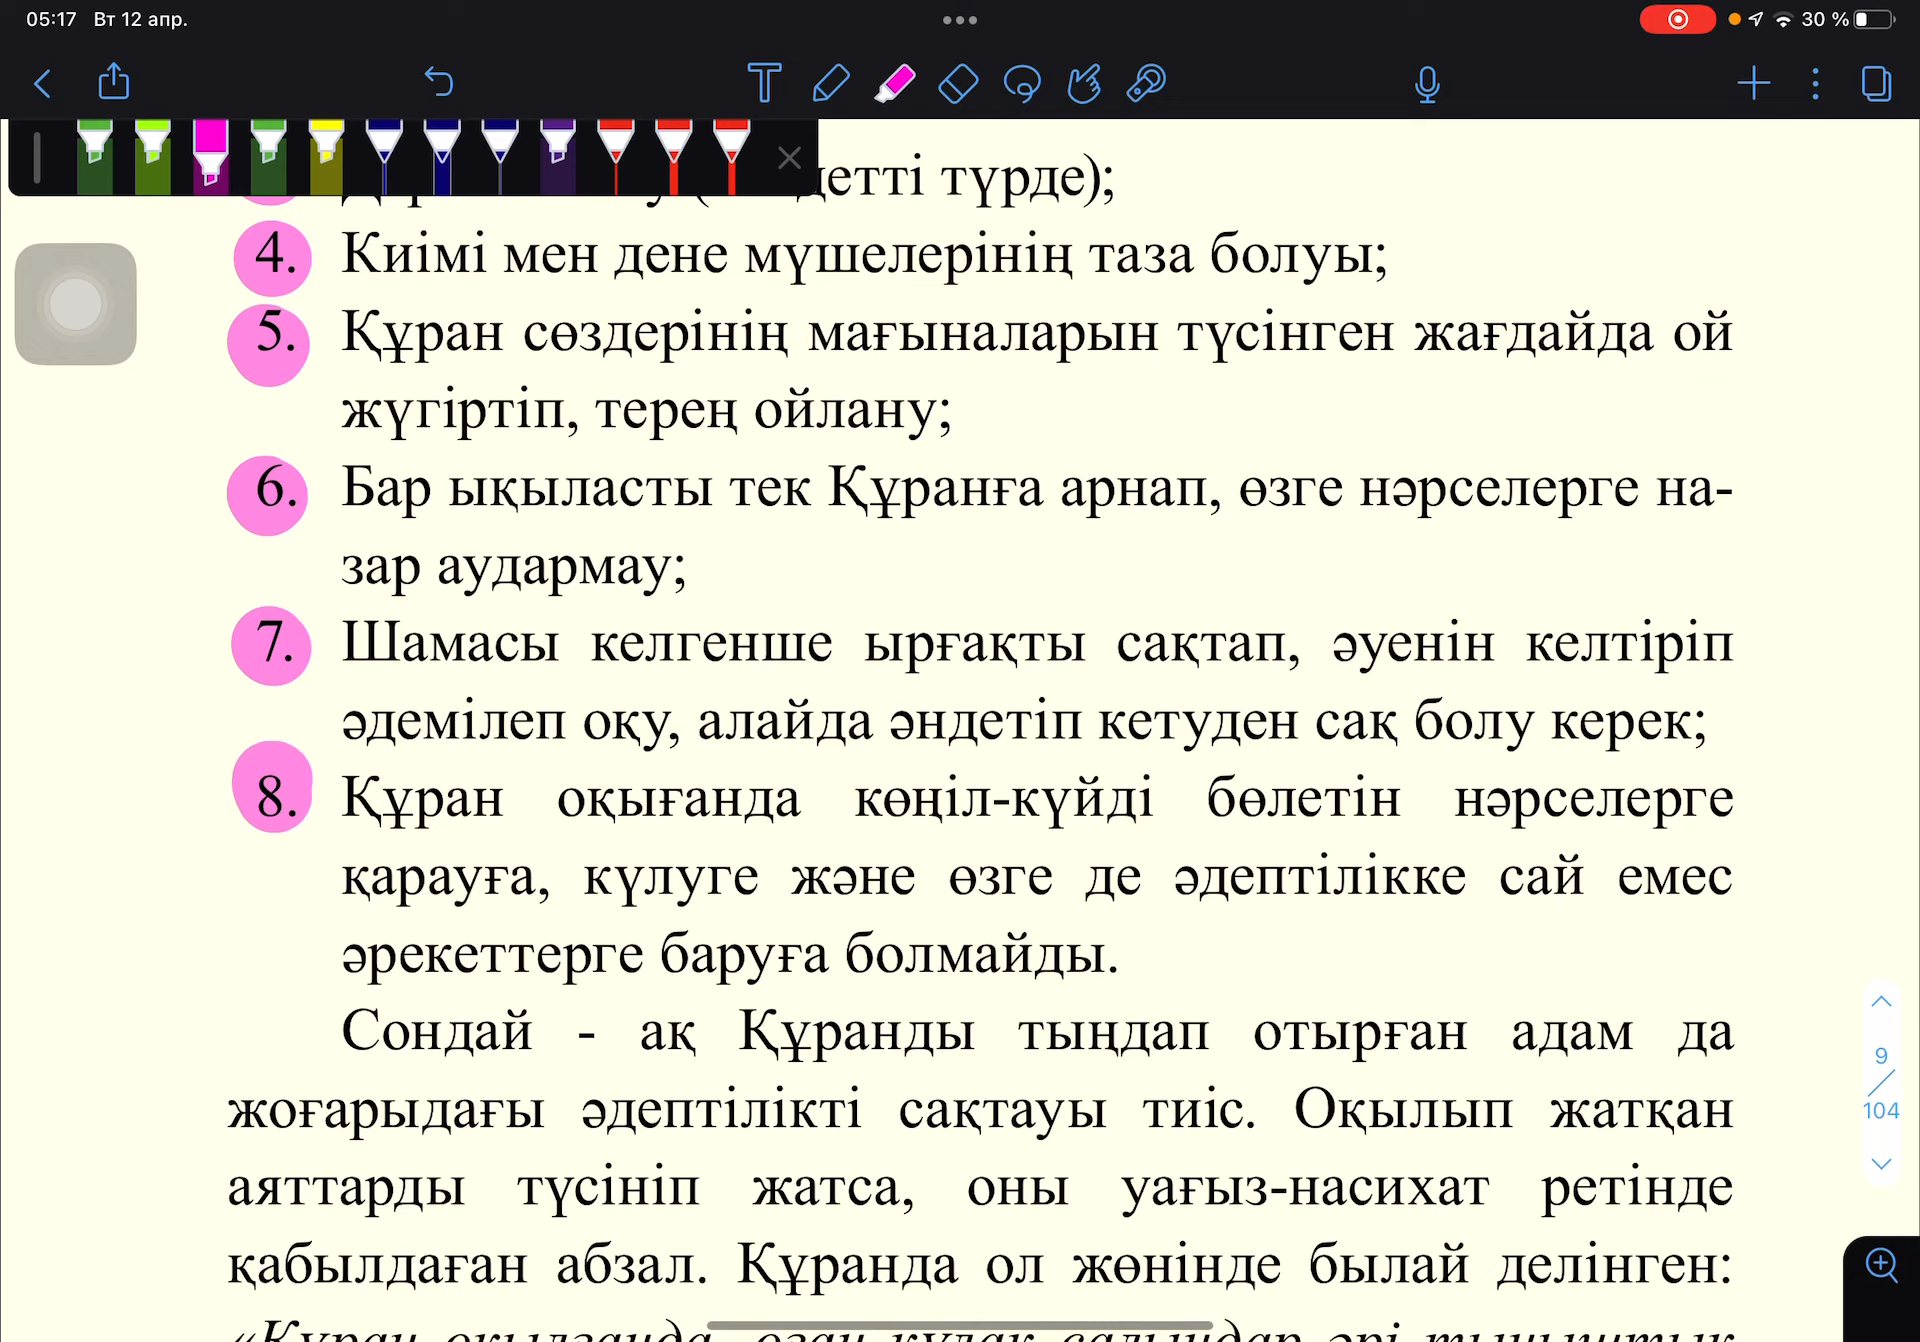 05:17 Вт 12 апр.
30 %
түрде);
4. Киімі мен дене мүшелерінің таза болуы;
5. Құран сөздерінің мағыналарын түсінген жағдайда ой
жүгіртіп, терең ойлану;
6. Бар ықыласты тек Құранға арнап, өзге нәрселерге на-
зар аудармау;
7. Шамасы келгенше ырғақты сақтап, әуенін келтіріп
әдемілеп оқу, алайда әндетіп кетуден сақ болу керек;
8. Құран оқығанда көңіл-күйді бөлетін нәрселерге
қарауға, күлуге және өзге де әдептілікке сай емес
әрекеттерге баруға болмайды.
Сондай - ақ Құранды тыңдап отырған адам да
жоғарыдағы әдептілікті сақтауы тиіс. Оқылып жатқан
аяттарды түсініп жатса, оны уағыз-насихат ретінде
қабылдаған абзал. Құранда ол жөнінде былай делінген:
9
104